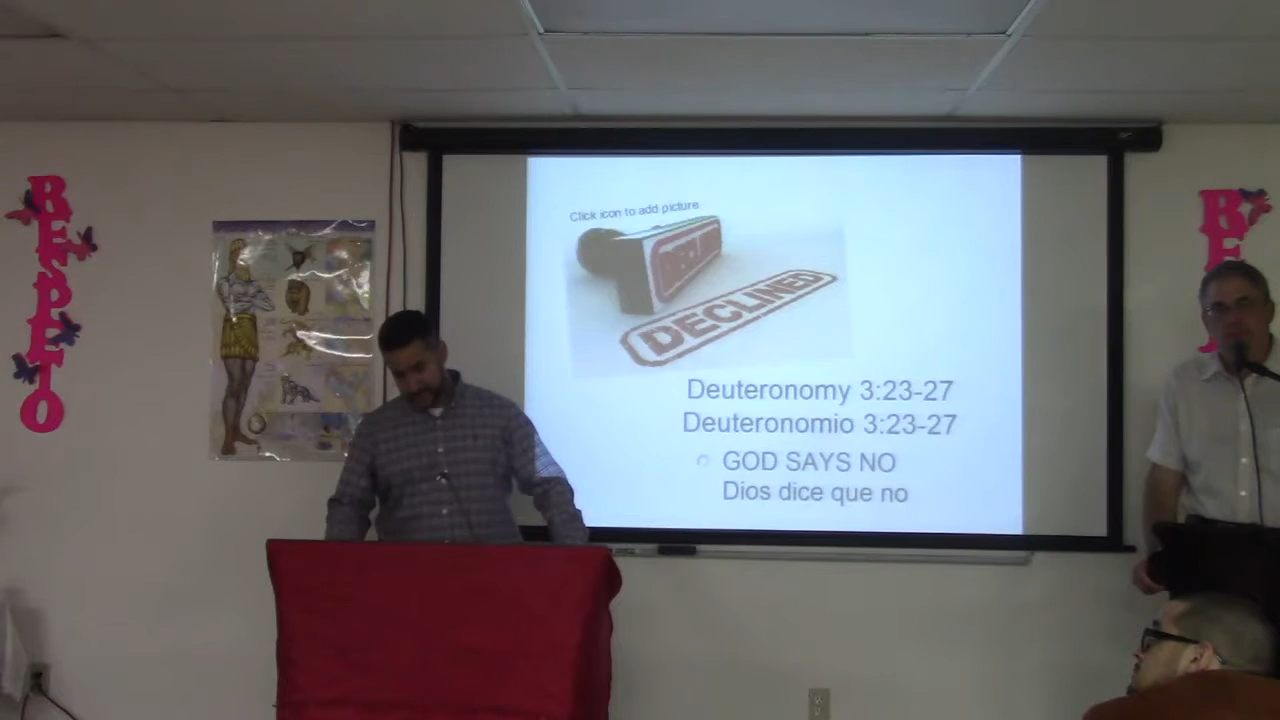 RESPETO
Click icon to add picture
DECLINED
Deuteronomy 3:23-27
Deuteronomio 3:23-27
GOD SAYS NO
Dios dice que no
RE